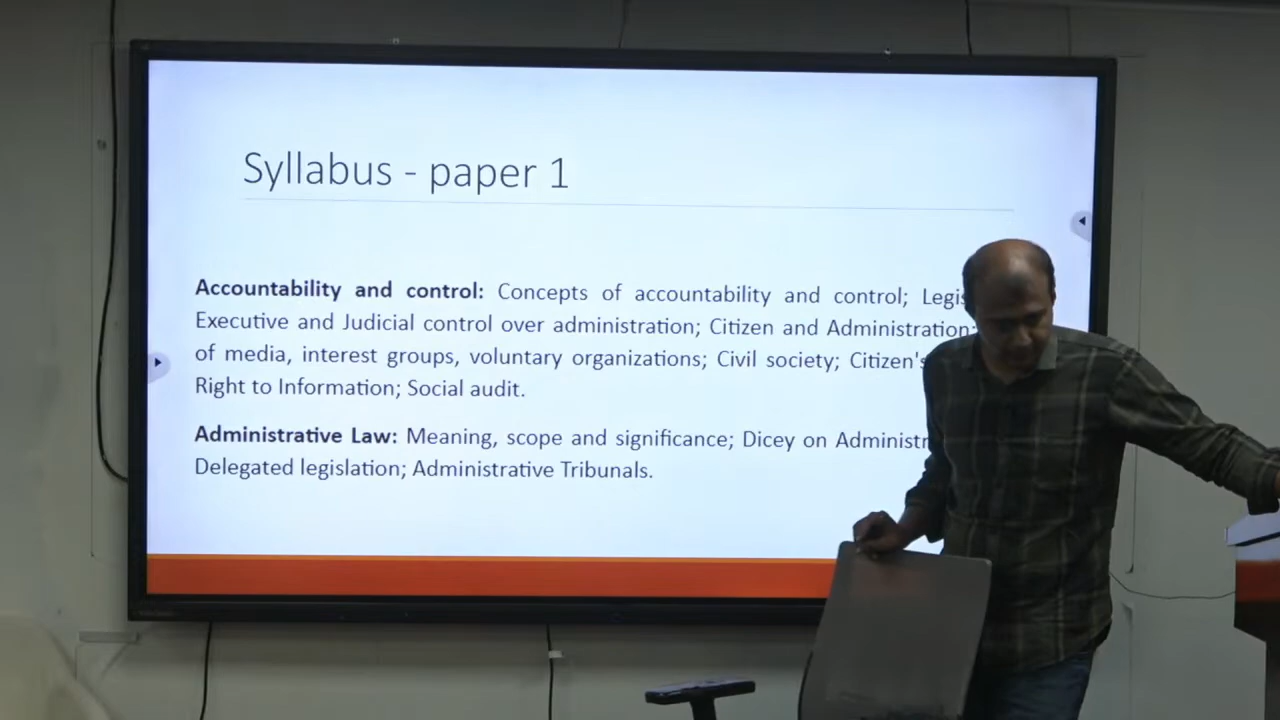 Syllabus - paper 1
Accountability and control: Concepts of accountability and control;
Executive and Judicial control over administration; Citizen and Administration;
of media, interest groups, voluntary organizations; Civil society; Citizen's
Right to Information; Social audit.
Administrative Law: Meaning, scope and significance; Dicey on
Delegated legislation; Administrative Tribunals.